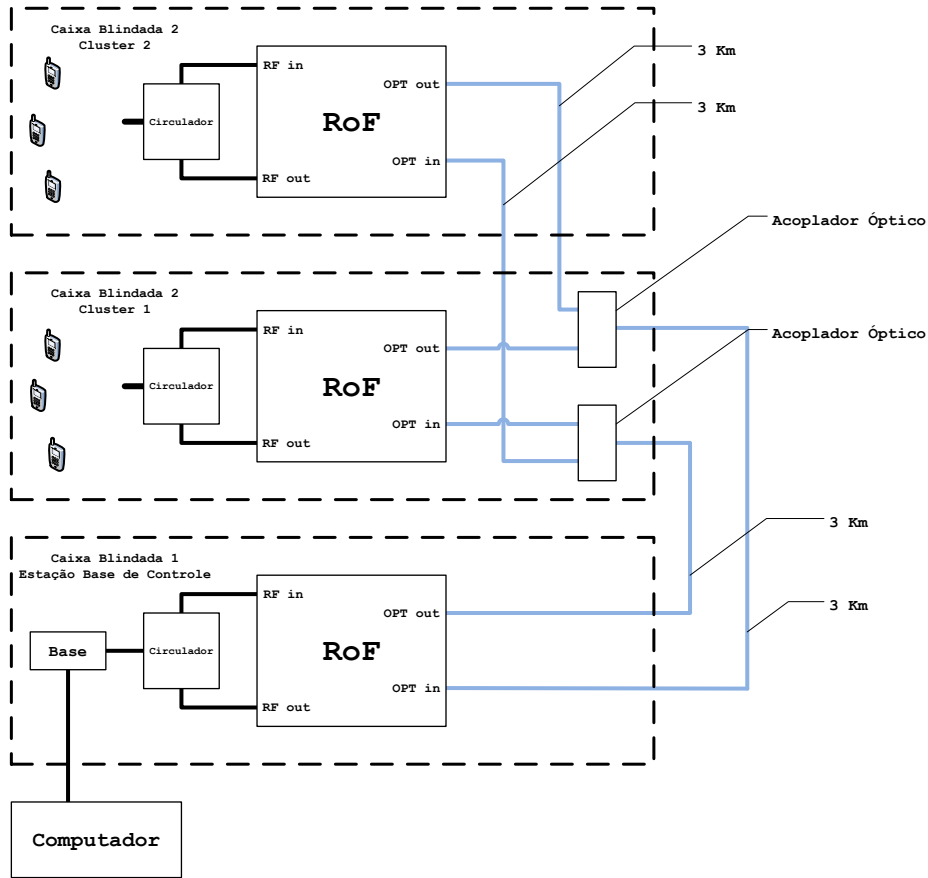 Caixa Blindada 2
Cluster 2
RF in
OPT out
Circulador
RoF
OPT in
RF out
3 Km
3 Km
Acoplador Óptico
Caixa Blindada 2
Cluster 1
RF in
OPT out
Circulador
RoF
OPT in
RF out
Acoplador Óptico
3 Km
3 Km
Caixa Blindada 1
Estação Base de Controle
RF in
OPT out
Base
Circulador
RoF
OPT in
RF out
Computador